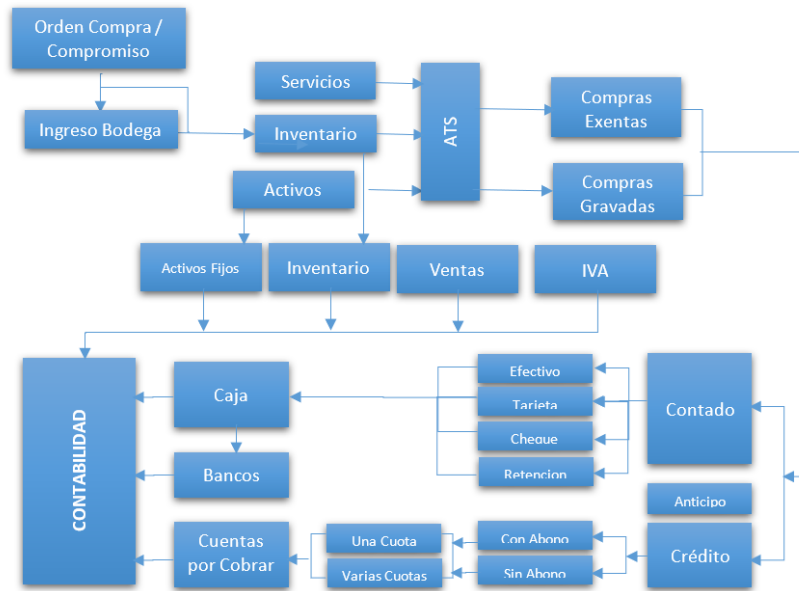 Orden Compra /
Compromiso
Servicios
Compras
Exentas
Ingreso Bodega
Inventario
ATS
Activos
Compras
Gravadas
Activos Fijos
Inventario
Ventas
IVA
CONTABILIDAD
Caja
Efectivo
Tarjeta
Cheque
Retencion
Contado
Bancos
Anticipo
Cuentas
por Cobrar
Una Cuota
Varias Cuotas
Con Abono
Sin Abono
Crédito